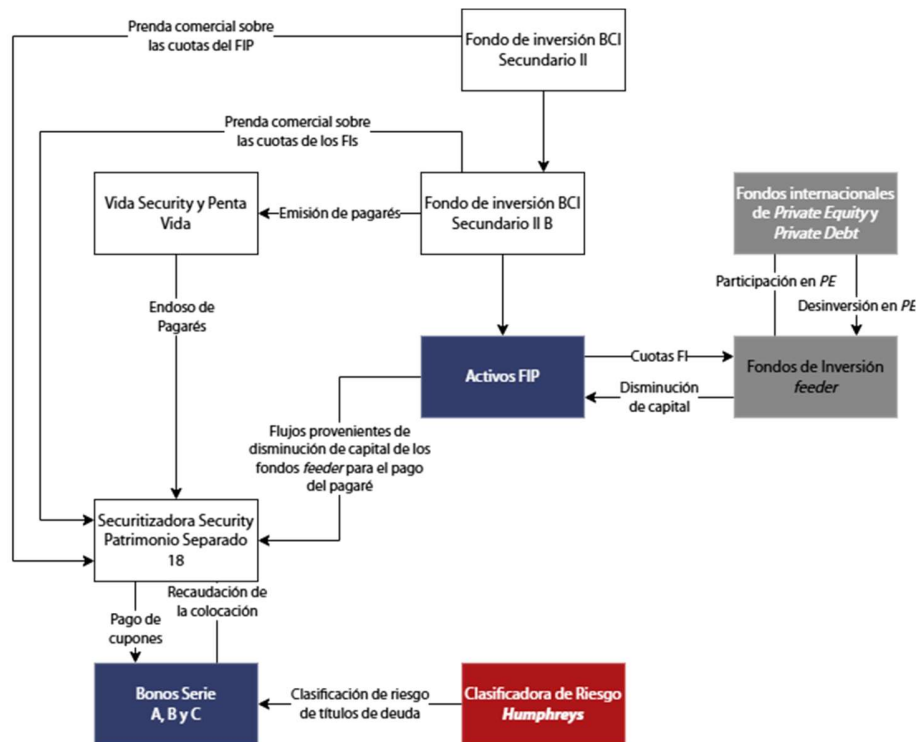 Prenda comercial sobre
las cuotas del FIP
Fondo de inversión BCI
Secundario II
Prenda comercial sobre
las cuotas de los FIs
Vida Security y Penta
Vida
Emisión de pagarés
Fondo de inversión BCI
Secundario II B
Fondos internacionales
de Private Equity y
Private Debt
Participación en PE
Desinversión en PE
Endoso de
Pagarés
Activos FIP
Cuotas FI
Disminución
de capital
Fondos de Inversión
feeder
Flujos provenientes de
disminución de capital de los
fondos feeder para el pago
del pagaré
Securitizadora Security
Patrimonio Separado
18
Pago de
cupones
Recaudación de
la colocación
Bonos Serie
A, B y C
Clasificación de riesgo
de títulos de deuda
Clasificadora de Riesgo
Humphreys